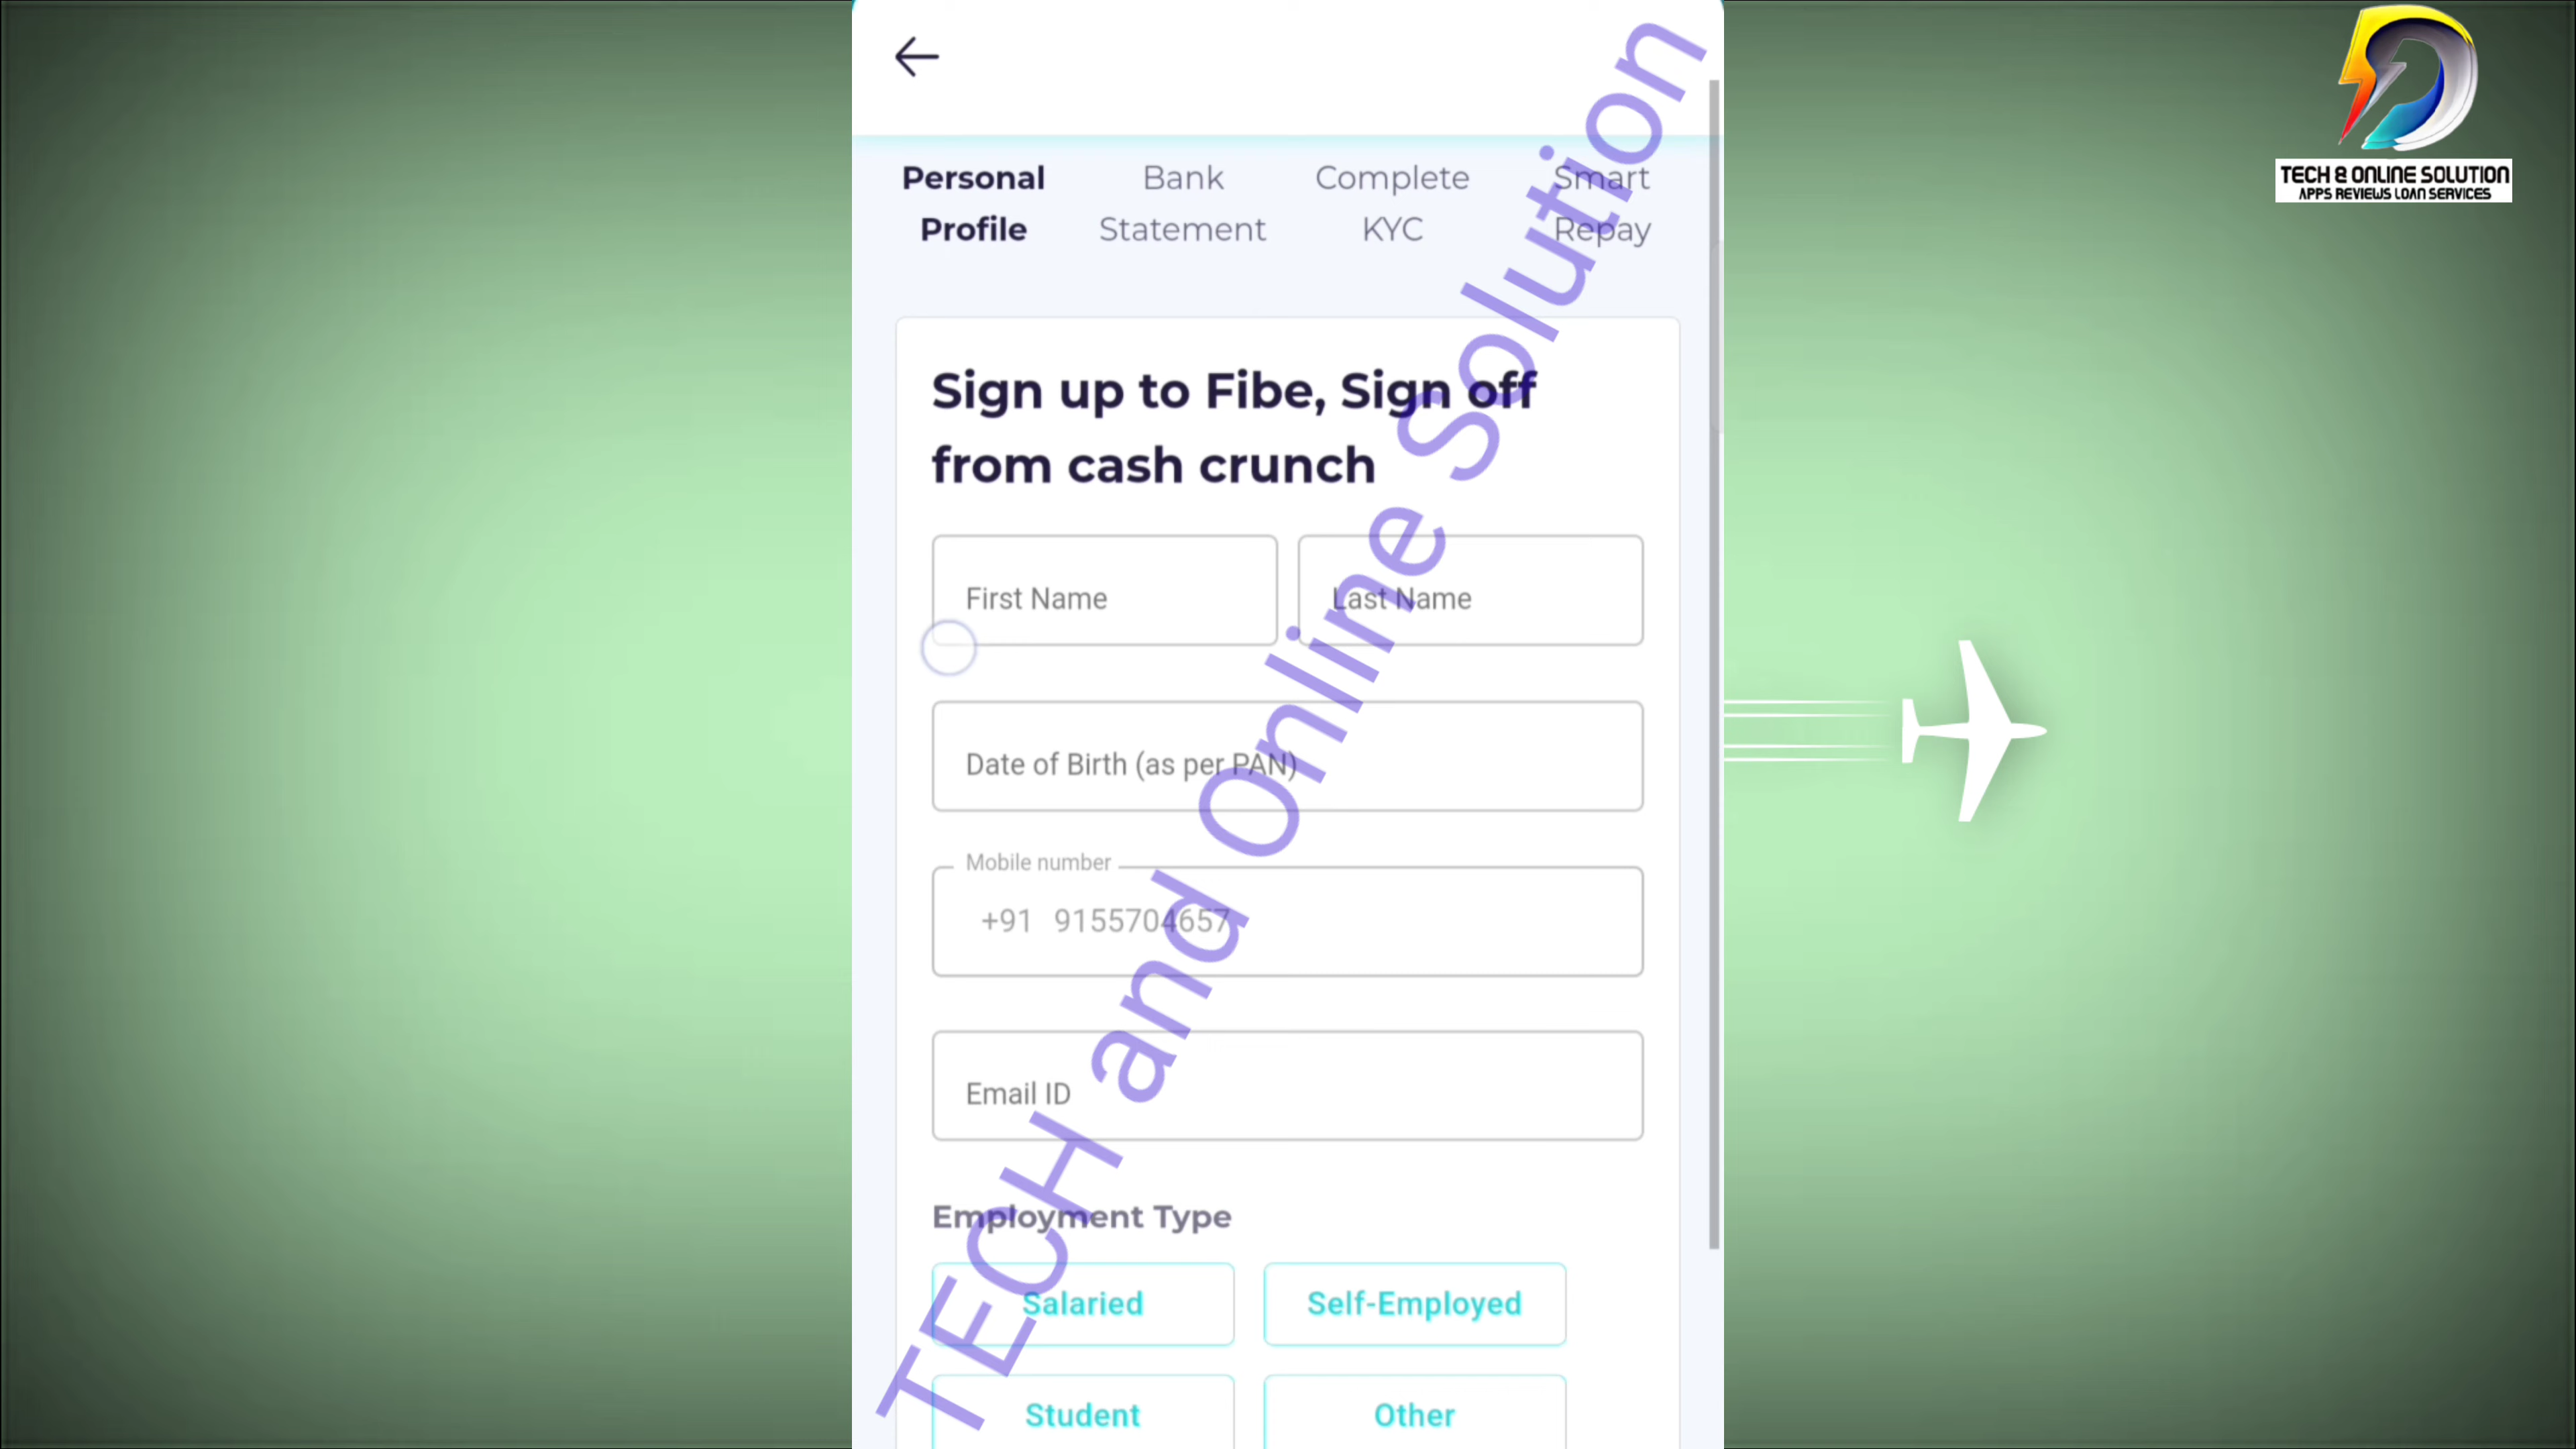 TECH & ONLINE SOLUTION
APPS REVIEWS LOAN SERVICES
Personal Profile
Bank Statement
Complete KYC
Smart Repay
Sign up to Fibe, Sign off
from cash crunch
First Name
Last Name
Date of Birth (as per PAN)
Mobile number
+91 9155704657
Email ID
Employment Type
Salaried
Self-Employed
Student
Other
TECH and Online Solution